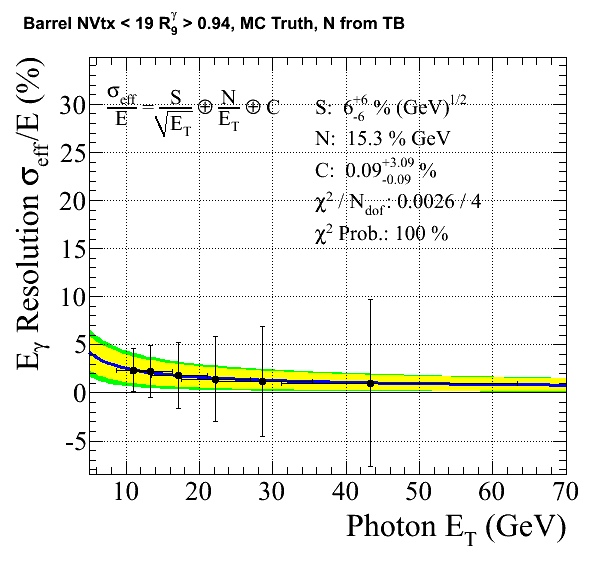 Barrel NVtx < 19 R₉^γ > 0.94, MC Truth, N from TB
E_γ Resolution σ_eff/E (%)
σ_eff/E = S/√E_T ⊕ N/E_T ⊕ C
S: 6 +6 -6 % (GeV)^1/2
N: 15.3 % GeV
C: 0.09 +3.09 -0.09 %
χ² / N_dof: 0.0026 / 4
χ² Prob.: 100 %
30
25
20
15
10
5
0
-5
10 20 30 40 50 60 70
Photon E_T (GeV)